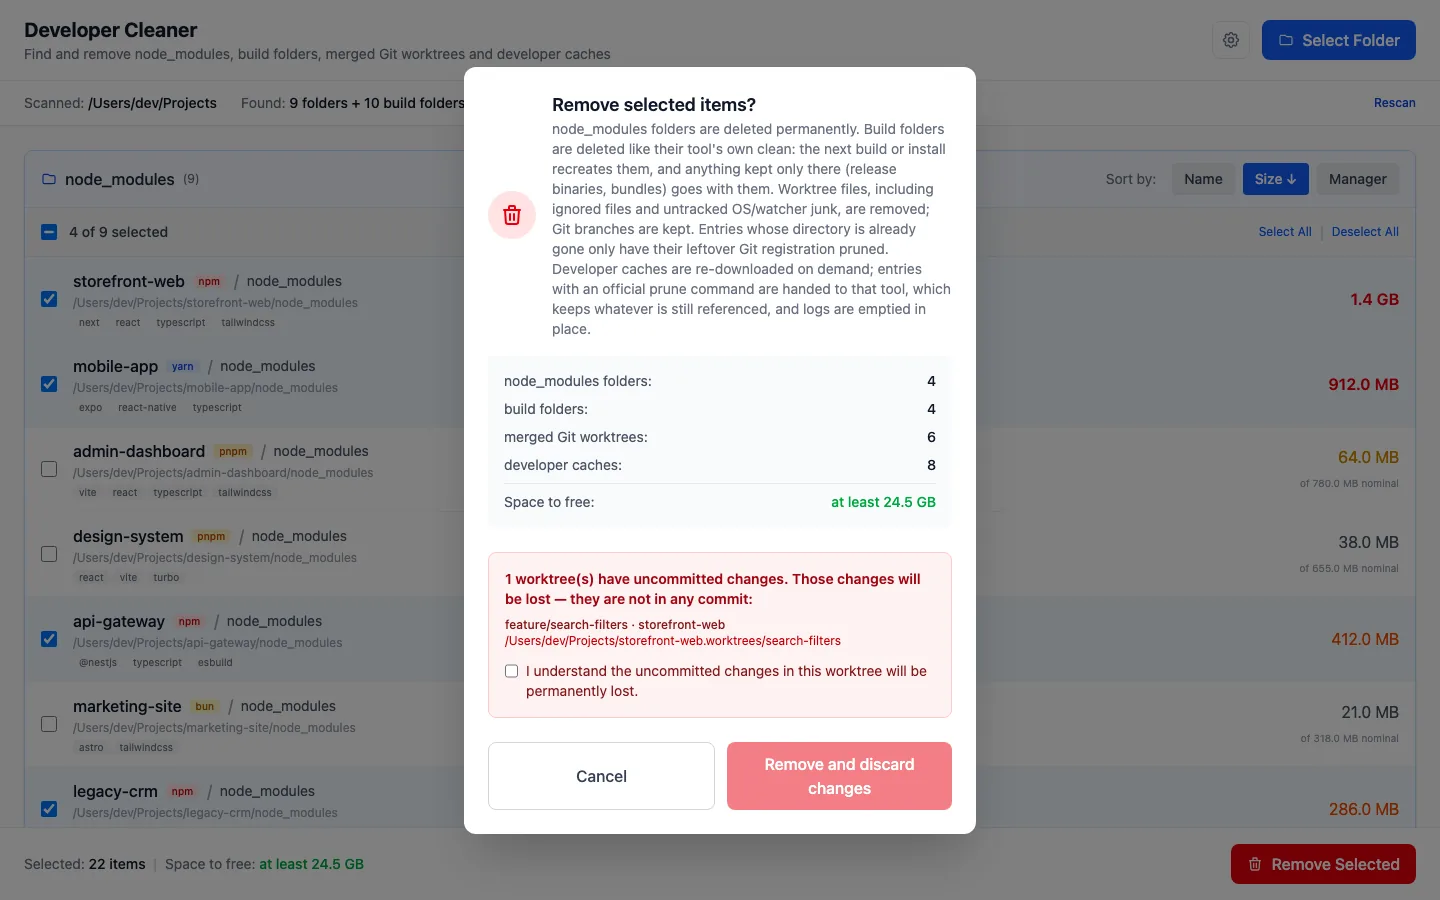 Developer Cleaner
Find and remove node_modules, build folders, merged Git worktrees and developer caches
Select Folder
Scanned: /Users/dev/Projects
Found: 9 folders + 10 build folders
Rescan
node_modules (9)
Sort by:
Name
Size ↓
Manager
4 of 9 selected
Select All | Deselect All
storefront-web npm / node_modules
/Users/dev/Projects/storefront-web/node_modules
next react typescript tailwindcss
1.4 GB
mobile-app yarn / node_modules
/Users/dev/Projects/mobile-app/node_modules
expo react-native typescript
912.0 MB
admin-dashboard pnpm / node_modules
/Users/dev/Projects/admin-dashboard/node_modules
vite react typescript tailwindcss
64.0 MB
of 780.0 MB nominal
design-system pnpm / node_modules
/Users/dev/Projects/design-system/node_modules
react vite turbo
38.0 MB
of 655.0 MB nominal
api-gateway npm / node_modules
/Users/dev/Projects/api-gateway/node_modules
@nestjs typescript esbuild
412.0 MB
marketing-site bun / node_modules
/Users/dev/Projects/marketing-site/node_modules
astro tailwindcss
21.0 MB
of 318.0 MB nominal
legacy-crm npm / node_modules
/Users/dev/Projects/legacy-crm/node_modules
286.0 MB
Remove selected items?
node_modules folders are deleted permanently. Build folders
are deleted like their tool's own clean: the next build or install
recreates them, and anything kept only there (release
binaries, bundles) goes with them. Worktree files, including
ignored files and untracked OS/watcher junk, are removed;
Git branches are kept. Entries whose directory is already
gone only have their leftover Git registration pruned.
Developer caches are re-downloaded on demand; entries
with an official prune command are handed to that tool, which
keeps whatever is still referenced, and logs are emptied in
place.
node_modules folders: 4
build folders: 4
merged Git worktrees: 6
developer caches: 8
Space to free: at least 24.5 GB
1 worktree(s) have uncommitted changes. Those changes will
be lost — they are not in any commit:
feature/search-filters · storefront-web
/Users/dev/Projects/storefront-web.worktrees/search-filters
I understand the uncommitted changes in this worktree will be
permanently lost.
Cancel
Remove and discard
changes
Selected: 22 items | Space to free: at least 24.5 GB
Remove Selected